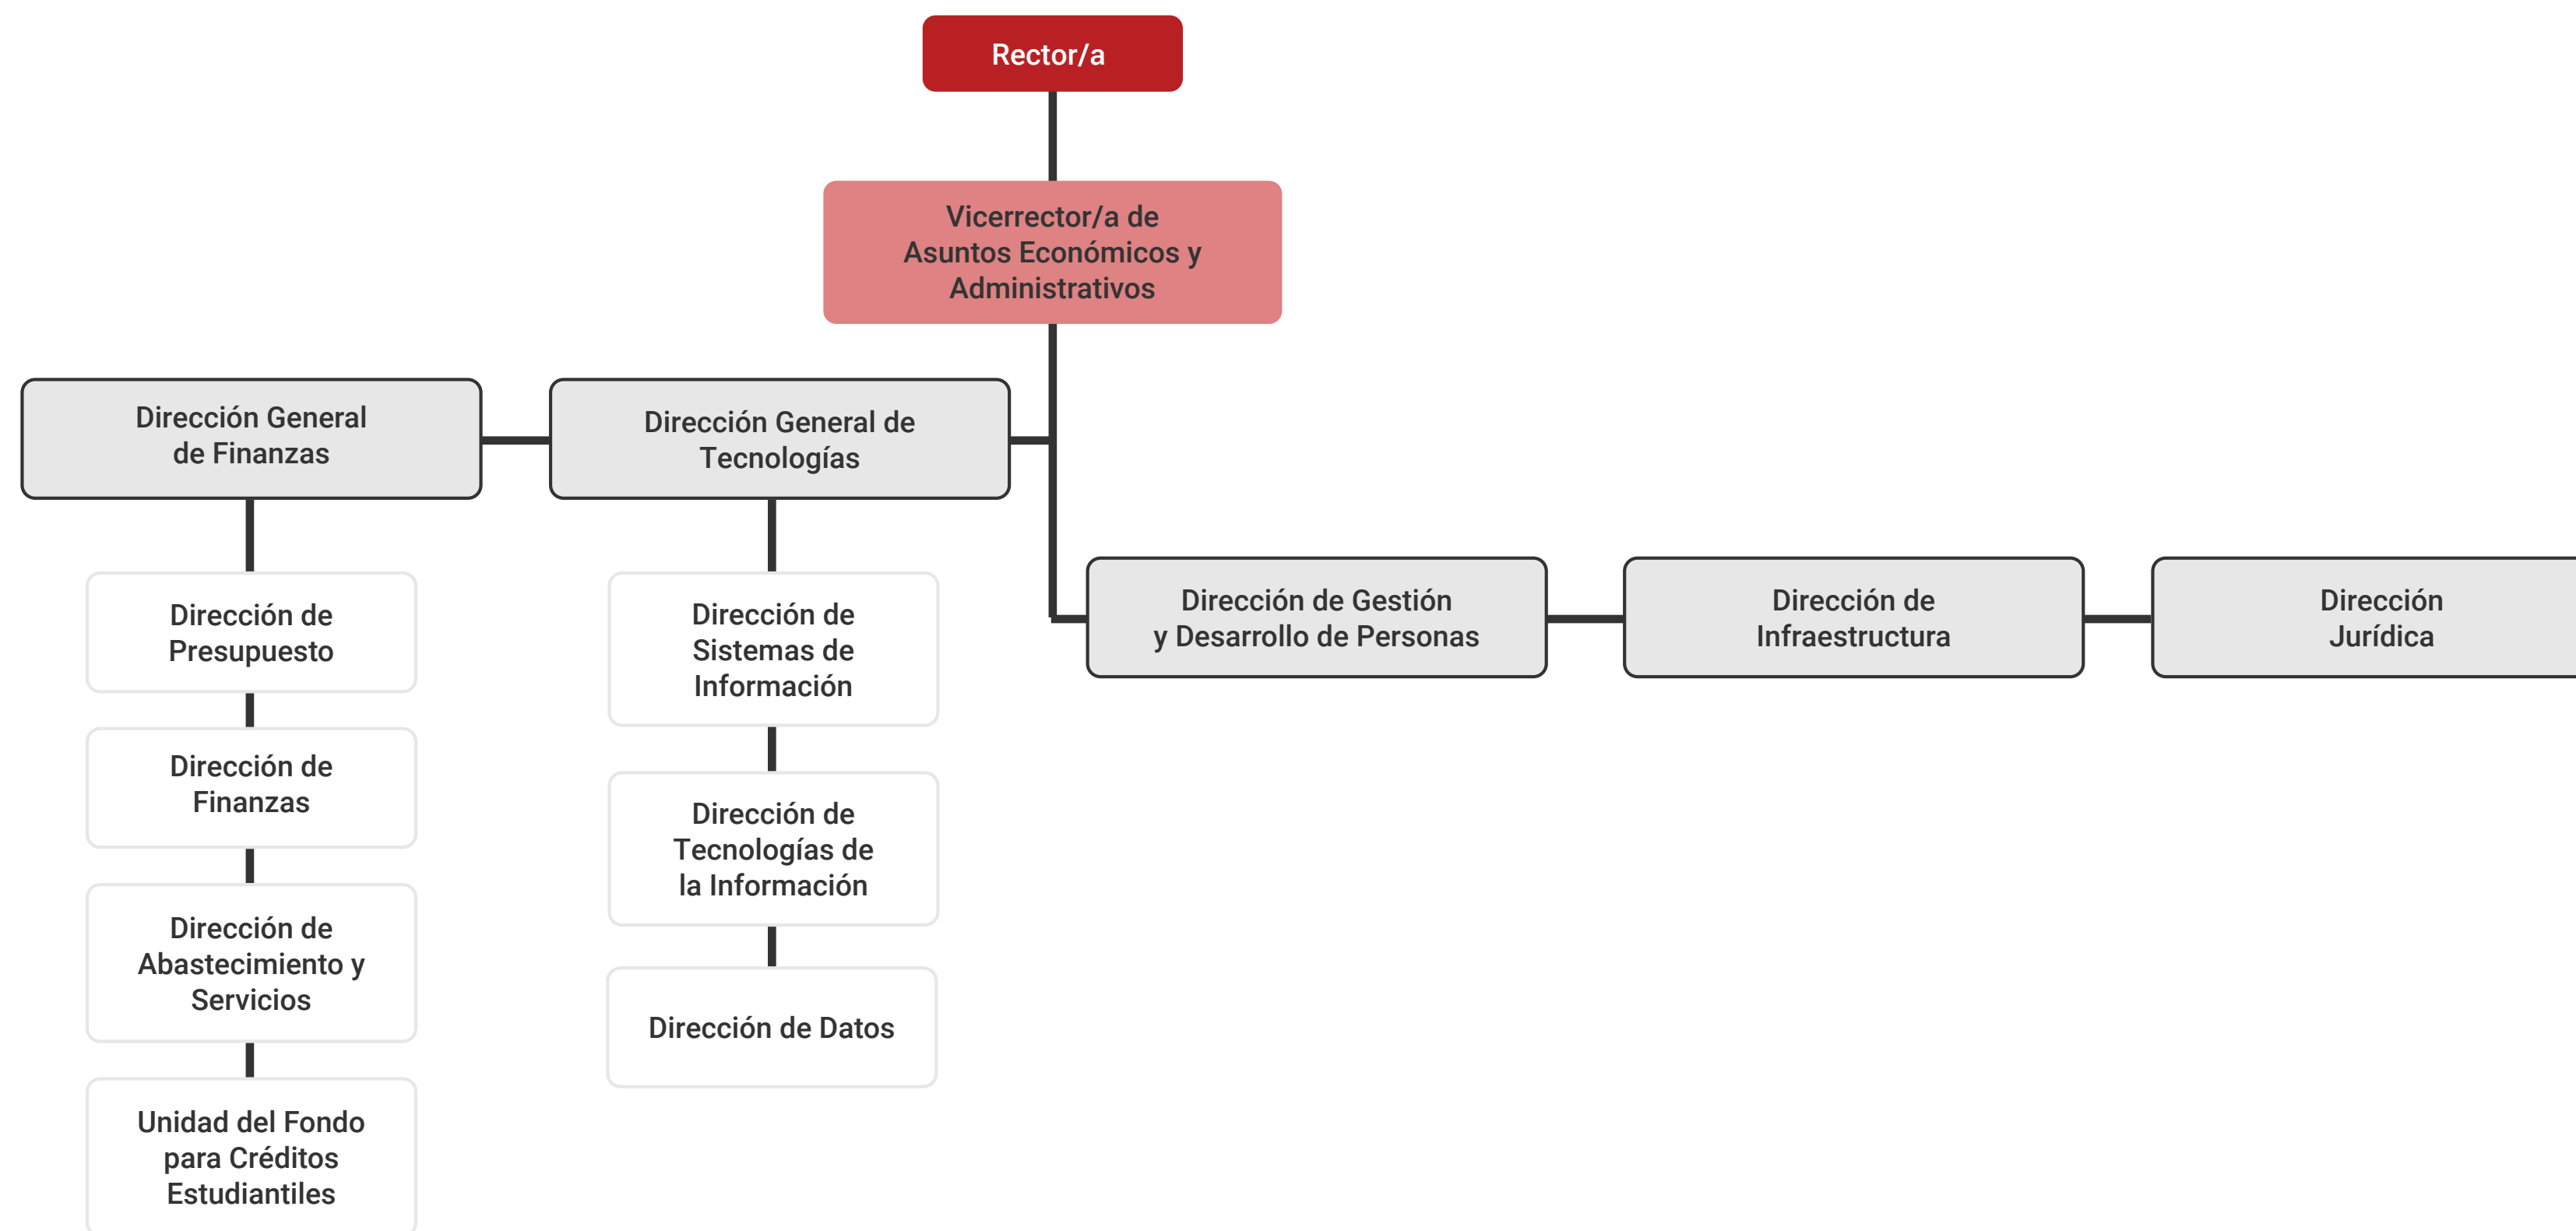 Rector/a
Vicerrector/a de
Asuntos Económicos y
Administrativos
Dirección General
de Finanzas
Dirección General de
Tecnologías
Dirección de Gestión
y Desarrollo de Personas
Dirección de
Infraestructura
Dirección
Jurídica
Dirección de
Presupuesto
Dirección de
Finanzas
Dirección de
Abastecimiento y
Servicios
Unidad del Fondo
para Créditos
Estudiantiles
Dirección de
Sistemas de
Información
Dirección de
Tecnologías de
la Información
Dirección de Datos